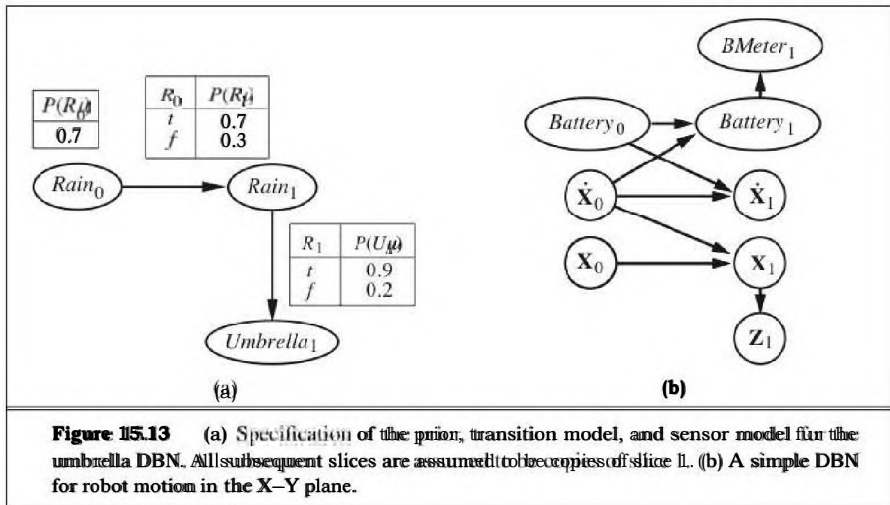 P(R0)
0.7
R0 P(R1)
t 0.7
f 0.3
Rain0
Rain1
R1 P(U1)
t 0.9
f 0.2
Umbrella1
(a)
BMeter1
Battery0
Battery1
Ẋ0
Ẋ1
X0
X1
Z1
(b)
Figure 15.13 (a) Specification of the prior, transition model, and sensor model for the
umbrella DBN. All subsequent slices are assumed to be copies of slice 1. (b) A simple DBN
for robot motion in the X–Y plane.